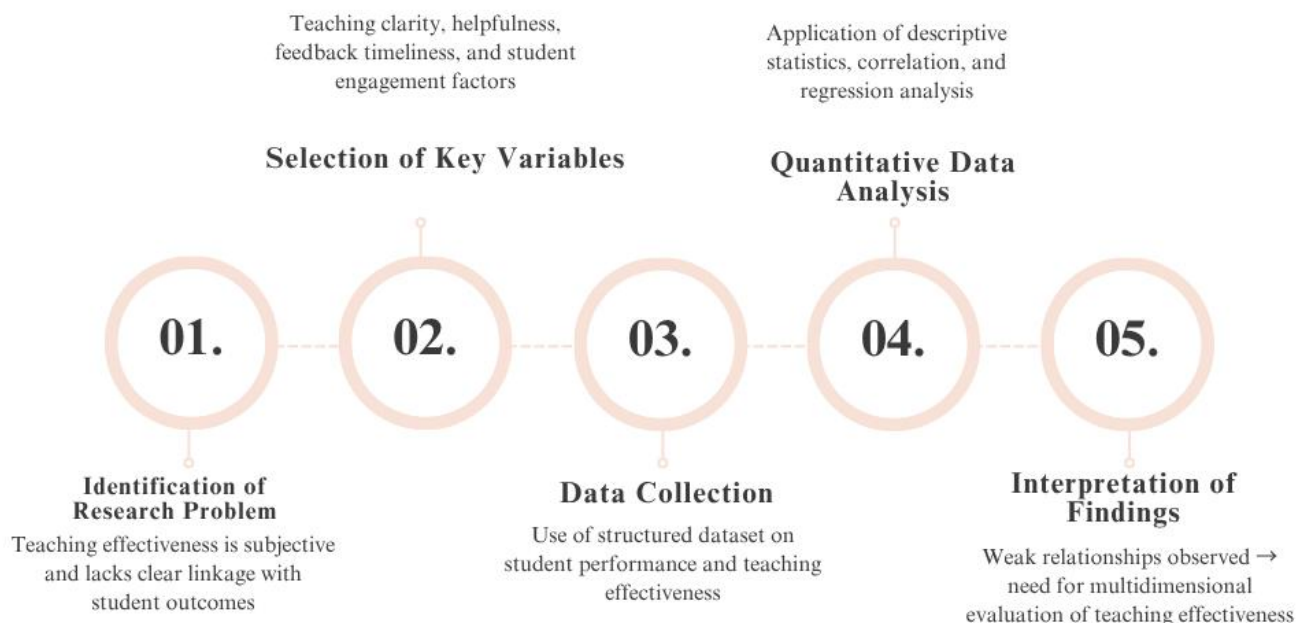 01.
Identification of
Research Problem
Teaching effectiveness is subjective
and lacks clear linkage with
student outcomes
Teaching clarity, helpfulness,
feedback timeliness, and student
engagement factors
Selection of Key Variables
02.
03.
Data Collection
Use of structured dataset on
student performance and teaching
effectiveness
Application of descriptive
statistics, correlation, and
regression analysis
Quantitative Data
Analysis
04.
05.
Interpretation of
Findings
Weak relationships observed →
need for multidimensional
evaluation of teaching effectiveness